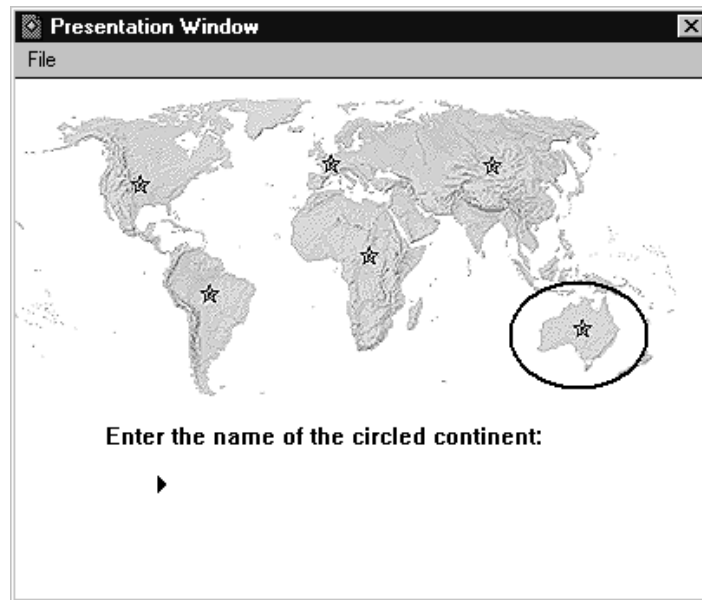 Presentation Window
File
Enter the name of the circled continent: